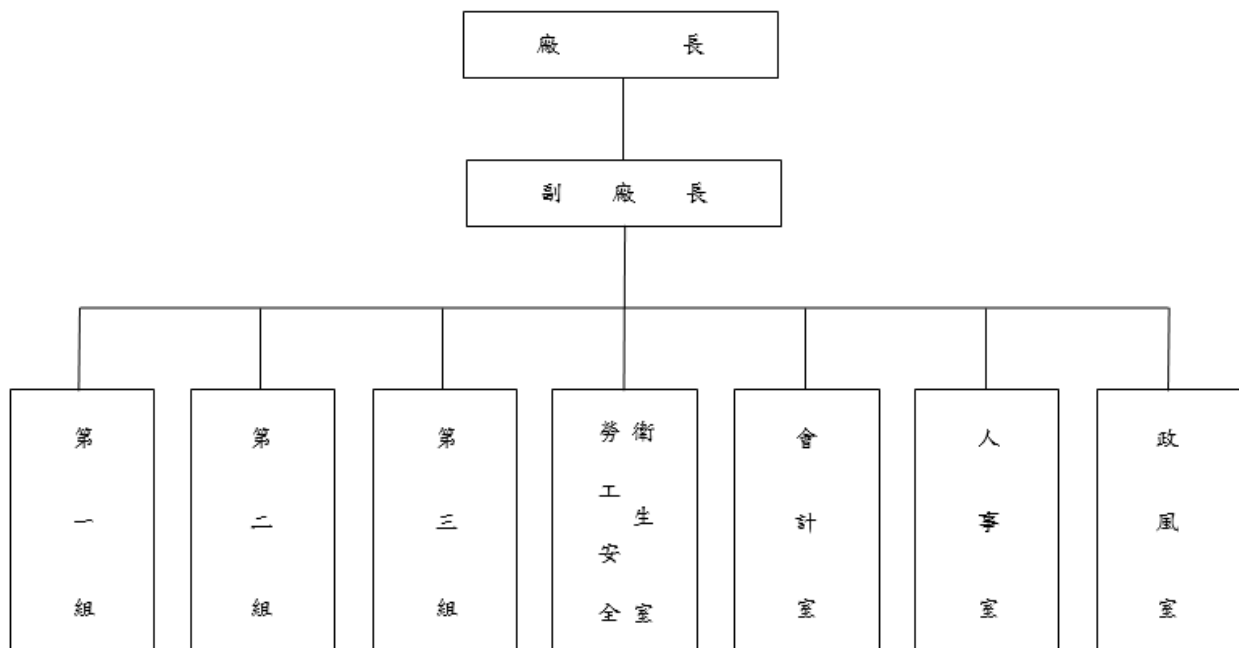 廠長
副廠長
第一組
第二組
第三組
勞工安全
衛生室
會計室
人事室
政風室